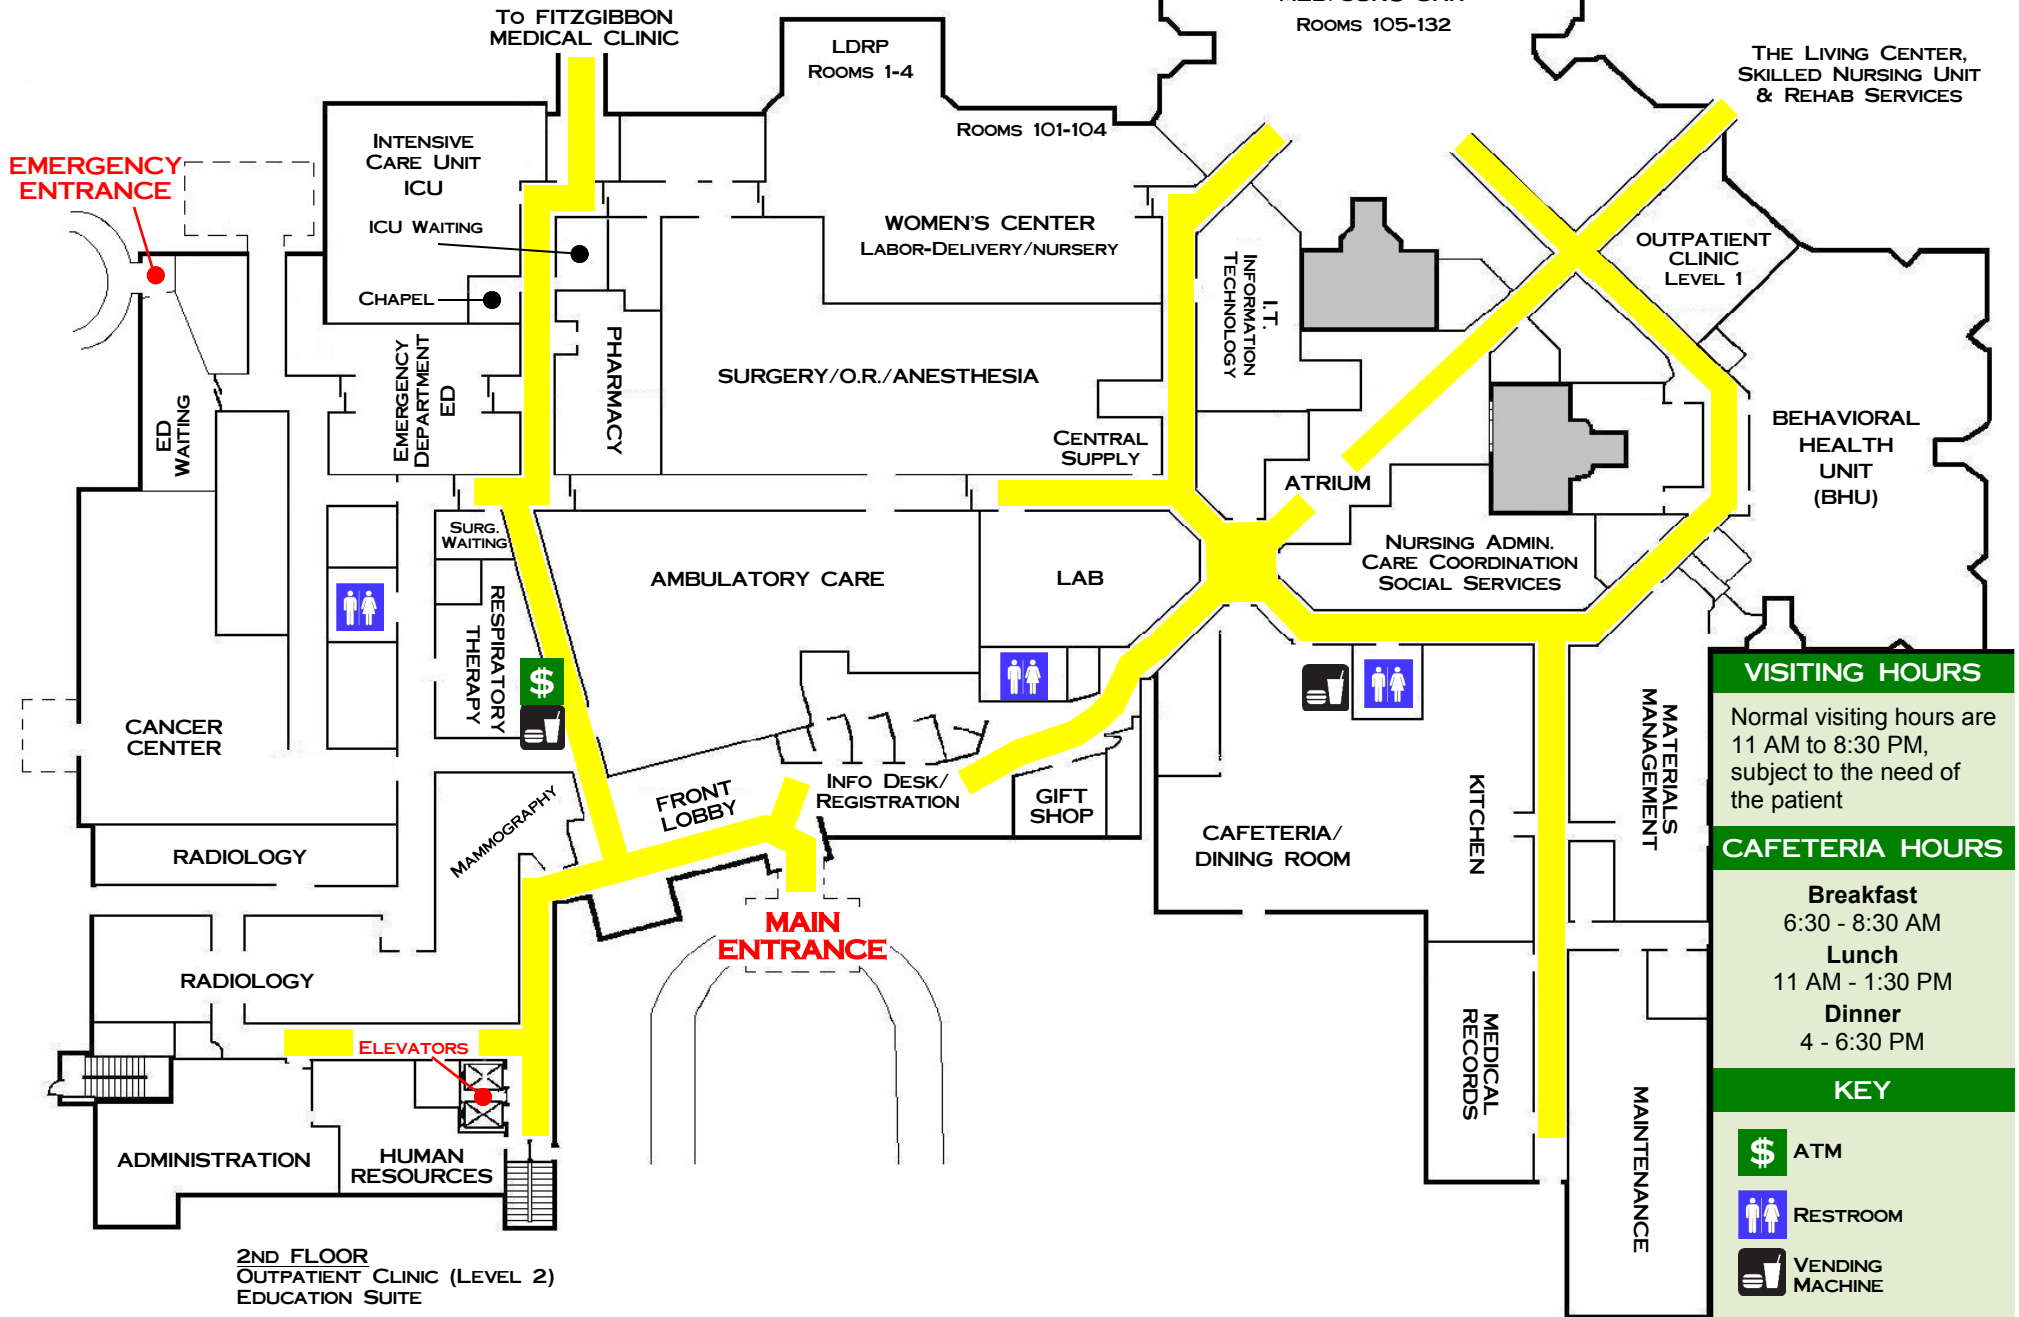 TO FITZGIBBON
MEDICAL CLINIC
LDRP
ROOMS 1-4
ROOMS 105-132
THE LIVING CENTER,
SKILLED NURSING UNIT
& REHAB SERVICES
ROOMS 101-104
INTENSIVE
CARE UNIT
ICU
EMERGENCY
ENTRANCE
ICU WAITING
CHAPEL
WOMEN'S CENTER
LABOR-DELIVERY/NURSERY
OUTPATIENT
CLINIC
LEVEL 1
I.T.
INFORMATION
TECHNOLOGY
EMERGENCY
DEPARTMENT
ED
PHARMACY
SURGERY/O.R./ANESTHESIA
ED
WAITING
CENTRAL
SUPPLY
ATRIUM
BEHAVIORAL
HEALTH
UNIT
(BHU)
SURG.
WAITING
AMBULATORY CARE
LAB
NURSING ADMIN.
CARE COORDINATION
SOCIAL SERVICES
RESPIRATORY
THERAPY
$
CANCER
CENTER
MATERIALS
MANAGEMENT
FRONT
LOBBY
INFO DESK/
REGISTRATION
GIFT
SHOP
KITCHEN
CAFETERIA/
DINING ROOM
MAMMOGRAPHY
RADIOLOGY
MAIN
ENTRANCE
RADIOLOGY
ELEVATORS
MEDICAL
RECORDS
MAINTENANCE
ADMINISTRATION
HUMAN
RESOURCES
2ND FLOOR
OUTPATIENT CLINIC (LEVEL 2)
EDUCATION SUITE
VISITING HOURS
Normal visiting hours are
11 AM to 8:30 PM,
subject to the need of
the patient
CAFETERIA HOURS
Breakfast
6:30 - 8:30 AM
Lunch
11 AM - 1:30 PM
Dinner
4 - 6:30 PM
KEY
$ ATM
RESTROOM
VENDING
MACHINE